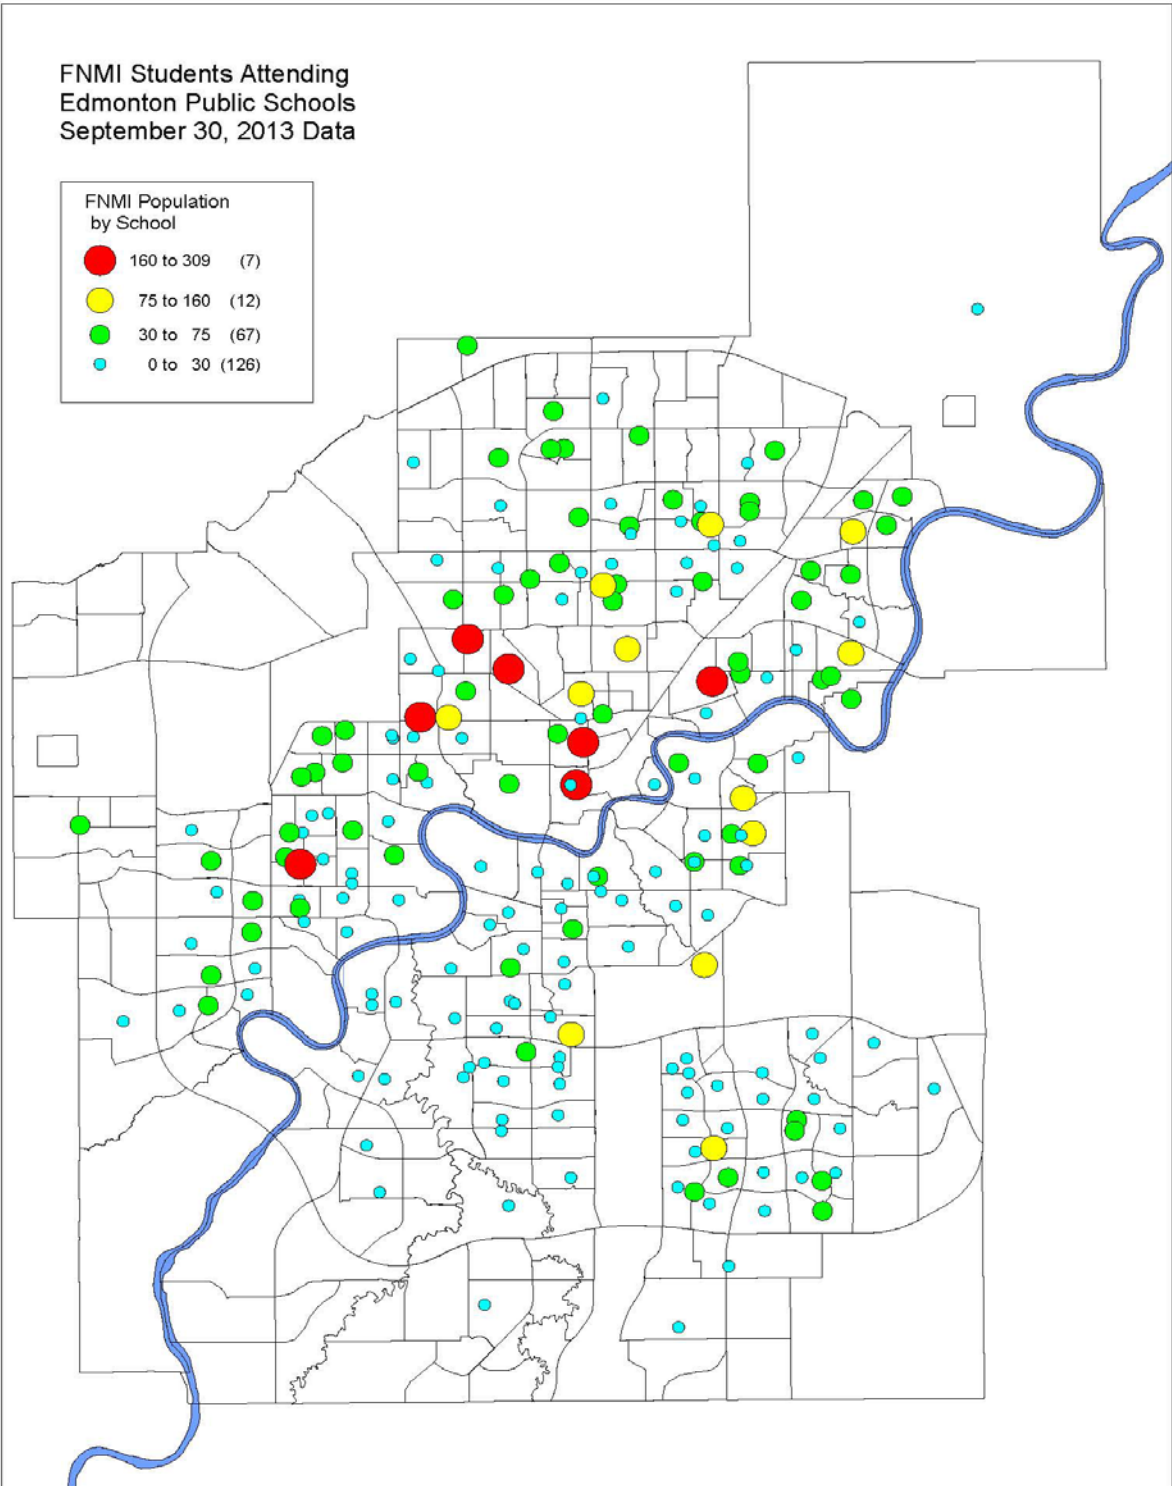 FNMI Students Attending
Edmonton Public Schools
September 30, 2013 Data
FNMI Population
by School
160 to 309 (7)
75 to 160 (12)
30 to 75 (67)
0 to 30 (126)